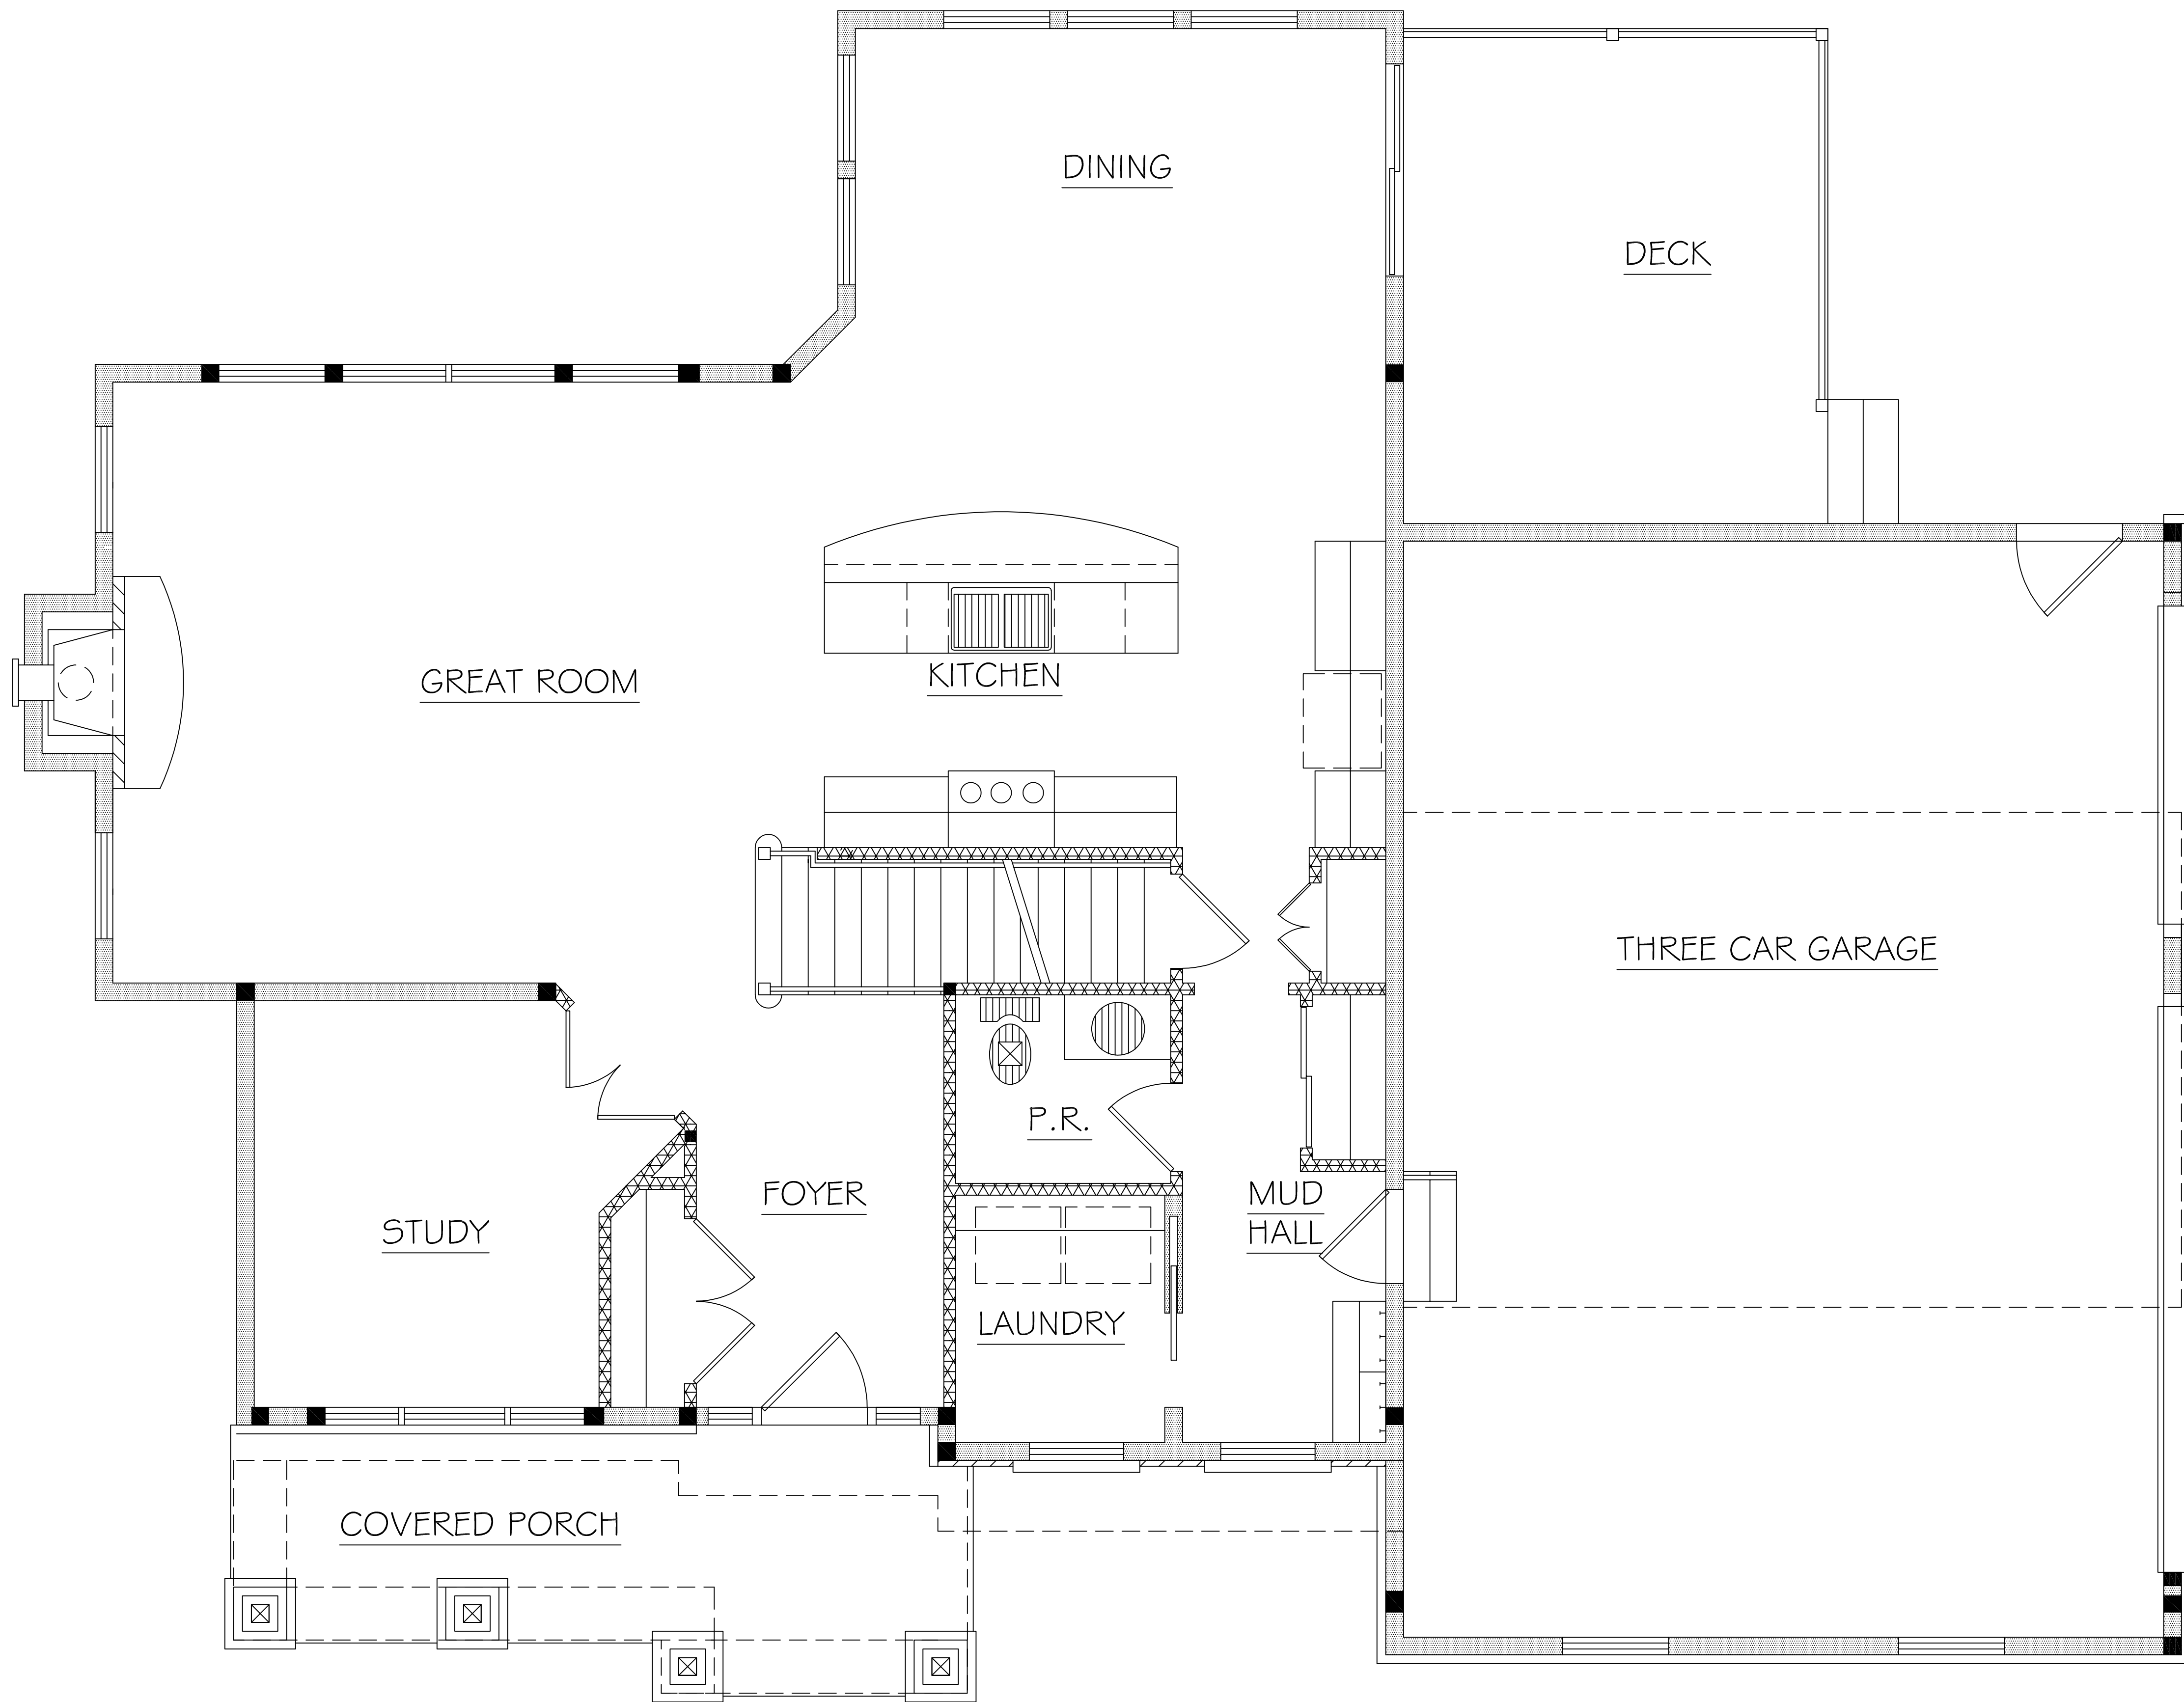 DINING
DECK
GREAT ROOM
KITCHEN
THREE CAR GARAGE
P.R.
FOYER
MUD
HALL
STUDY
LAUNDRY
COVERED PORCH